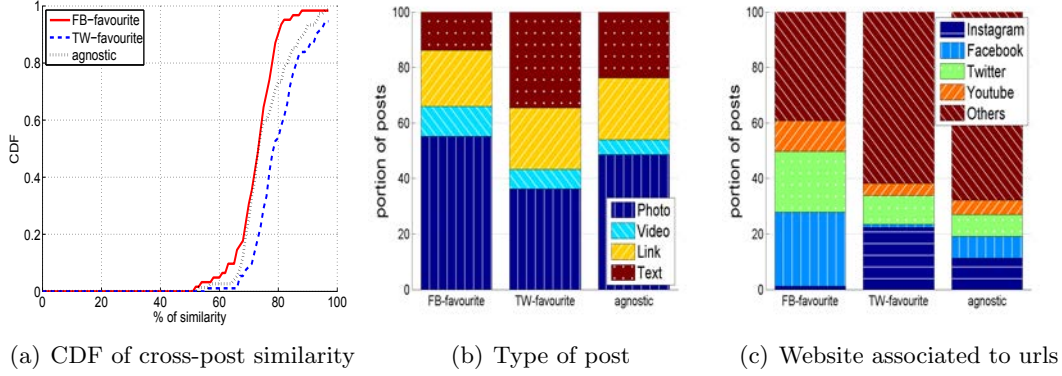 FB-favourite
TW-favourite
agnostic
1
0.8
0.6
0.4
0.2
0
CDF
0 20 40 60 80 100
% of similarity
(a) CDF of cross-post similarity
100
80
60
40
20
0
portion of posts
Photo
Video
Link
Text
FB-favourite TW-favourite agnostic
(b) Type of post
100
80
60
40
20
0
portion of posts
Instagram
Facebook
Twitter
Youtube
Others
FB-favourite TW-favourite agnostic
(c) Website associated to urls